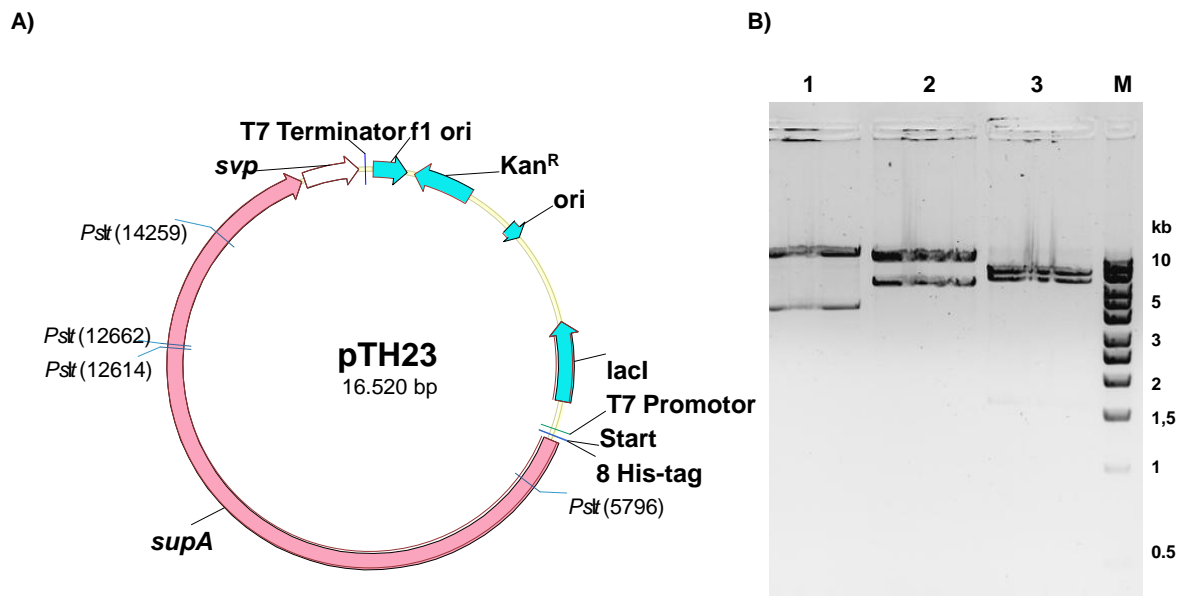 A)
B)
1 2 3 M
T7 Terminator f1 ori
svp
Kan^R
ori
PstI (14259)
PstI (12662)
PstI (12614)
pTH23
16.520 bp
lacI
T7 Promotor
Start
8 His-tag
PstI (5796)
supA
kb
10
5
3
2
1,5
1
0.5